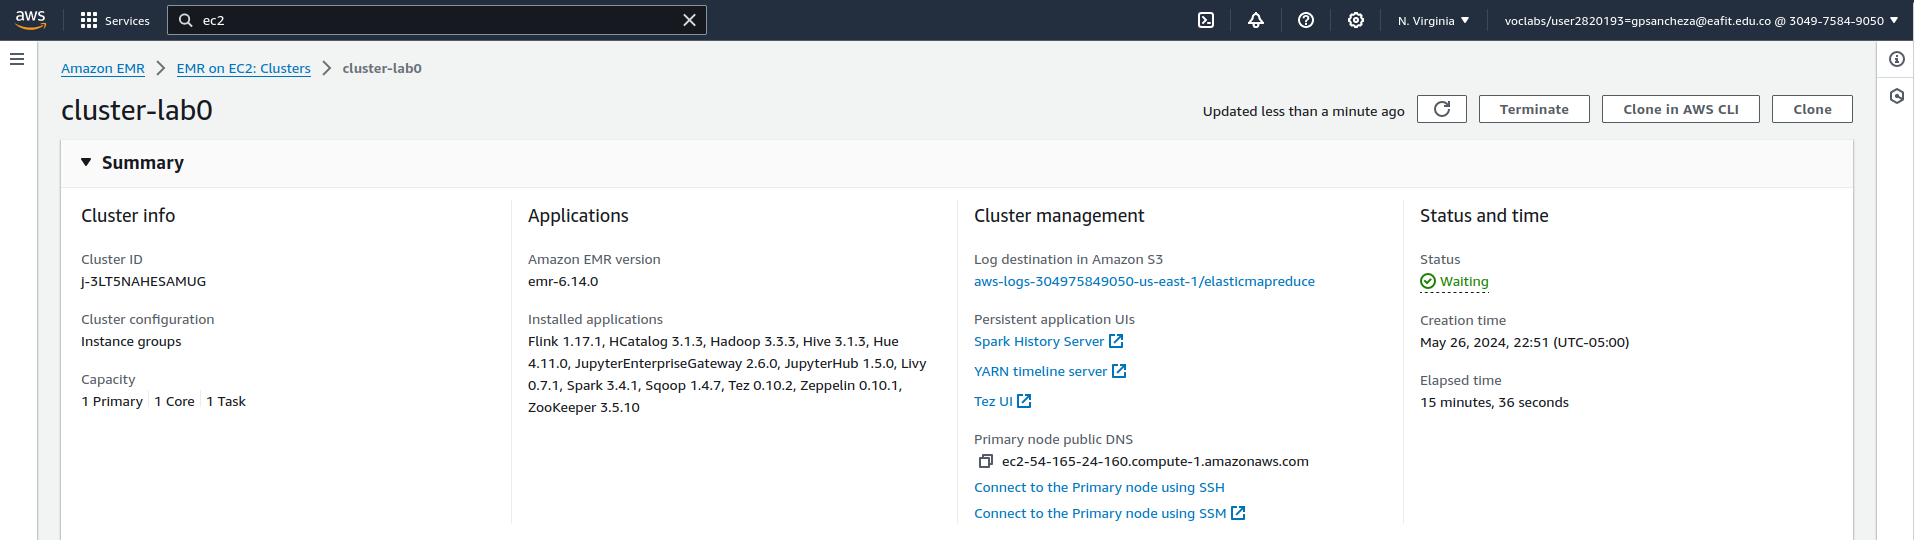 aws
Services
ec2
N. Virginia
voclabs/user2820193=gpsancheza@eafit.edu.co @ 3049-7584-9050
Amazon EMR
EMR on EC2: Clusters
cluster-lab0
cluster-lab0
Updated less than a minute ago
Terminate
Clone in AWS CLI
Clone
Summary
Cluster info
Cluster ID
j-3LT5NAHESAMUG
Cluster configuration
Instance groups
Capacity
1 Primary 1 Core 1 Task
Applications
Amazon EMR version
emr-6.14.0
Installed applications
Flink 1.17.1, HCatalog 3.1.3, Hadoop 3.3.3, Hive 3.1.3, Hue
4.11.0, JupyterEnterpriseGateway 2.6.0, JupyterHub 1.5.0, Livy
0.7.1, Spark 3.4.1, Sqoop 1.4.7, Tez 0.10.2, Zeppelin 0.10.1,
ZooKeeper 3.5.10
Cluster management
Log destination in Amazon S3
aws-logs-304975849050-us-east-1/elasticmapreduce
Persistent application UIs
Spark History Server
YARN timeline server
Tez UI
Primary node public DNS
ec2-54-165-24-160.compute-1.amazonaws.com
Connect to the Primary node using SSH
Connect to the Primary node using SSM
Status and time
Status
Waiting
Creation time
May 26, 2024, 22:51 (UTC-05:00)
Elapsed time
15 minutes, 36 seconds